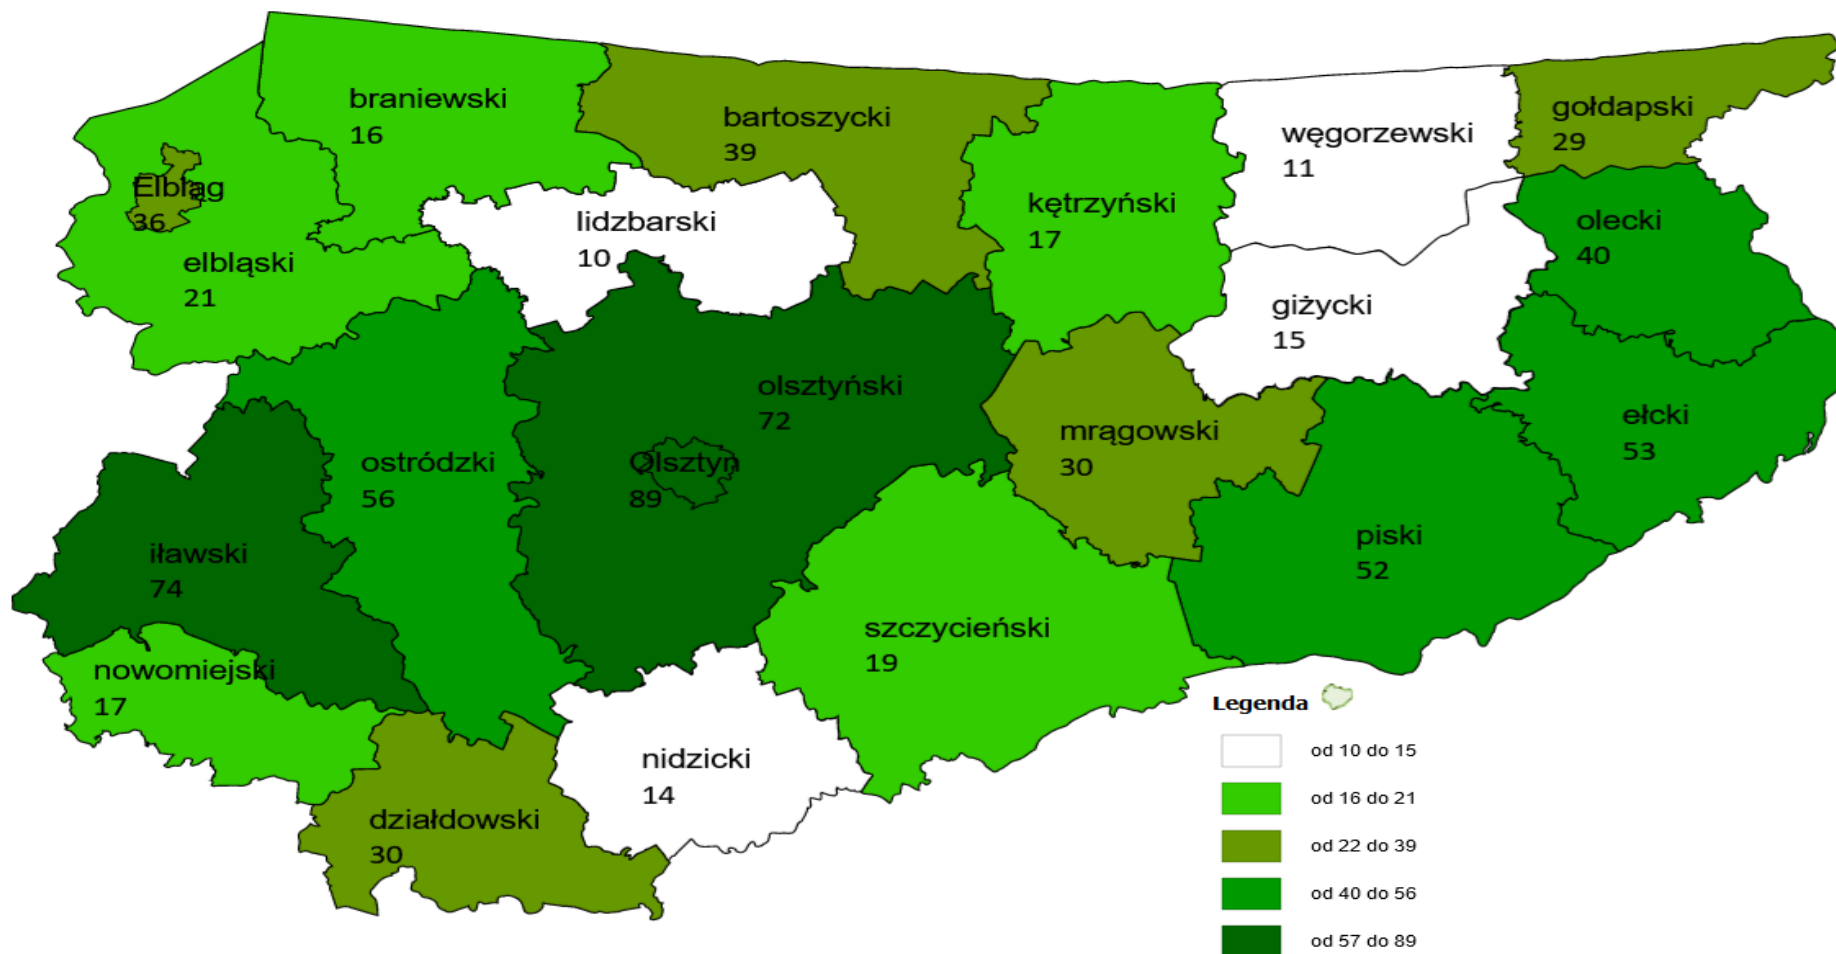 braniewski
16
bartoszycki
39
gołdapski
29
węgorzewski
11
Elbląg
36
lidzbarski
10
kętrzyński
17
olecki
40
elbląski
21
giżycki
15
olsztyński
72
ełcki
53
mrągowski
30
ostródzki
56
Olsztyn
89
iławski
74
piski
52
szczycieński
19
nowomiejski
17
nidzicki
14
działdowski
30
Legenda
od 10 do 15
od 16 do 21
od 22 do 39
od 40 do 56
od 57 do 89